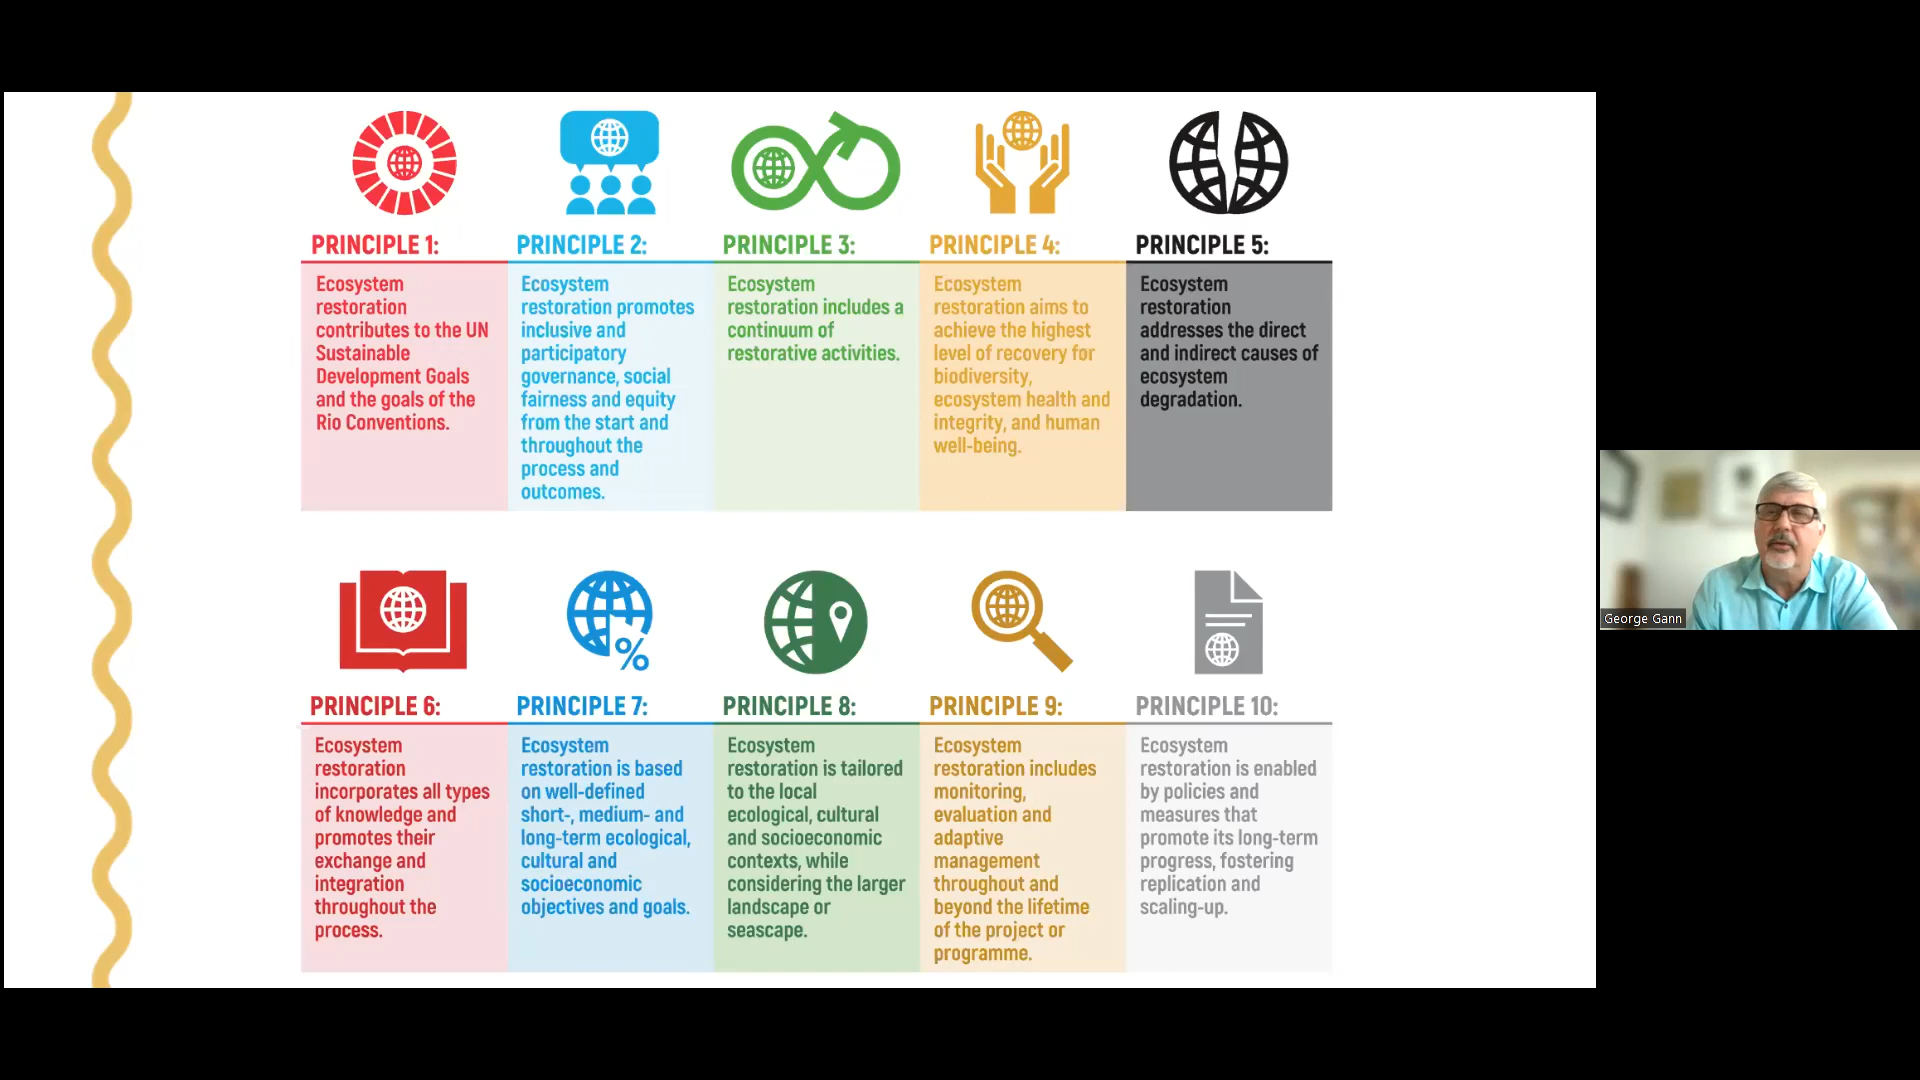 PRINCIPLE 1:
Ecosystem
restoration
contributes to the UN
Sustainable
Development Goals
and the goals of the
Rio Conventions.
PRINCIPLE 2:
Ecosystem
restoration promotes
inclusive and
participatory
governance, social
fairness and equity
from the start and
throughout the
process and
outcomes.
PRINCIPLE 3:
Ecosystem
restoration includes a
continuum of
restorative activities.
PRINCIPLE 4:
Ecosystem
restoration aims to
achieve the highest
level of recovery for
biodiversity,
ecosystem health and
integrity, and human
well-being.
PRINCIPLE 5:
Ecosystem
restoration
addresses the direct
and indirect causes of
ecosystem
degradation.
George Gann
%
PRINCIPLE 6:
Ecosystem
restoration
incorporates all types
of knowledge and
promotes their
exchange and
integration
throughout the
process.
PRINCIPLE 7:
Ecosystem
restoration is based
on well-defined
short-, medium- and
long-term ecological,
cultural and
socioeconomic
objectives and goals.
PRINCIPLE 8:
Ecosystem
restoration is tailored
to the local
ecological, cultural
and socioeconomic
contexts, while
considering the larger
landscape or
seascape.
PRINCIPLE 9:
Ecosystem
restoration includes
monitoring,
evaluation and
adaptive
management
throughout and
beyond the lifetime
of the project or
programme.
PRINCIPLE 10:
Ecosystem
restoration is enabled
by policies and
measures that
promote its long-term
progress, fostering
replication and
scaling-up.